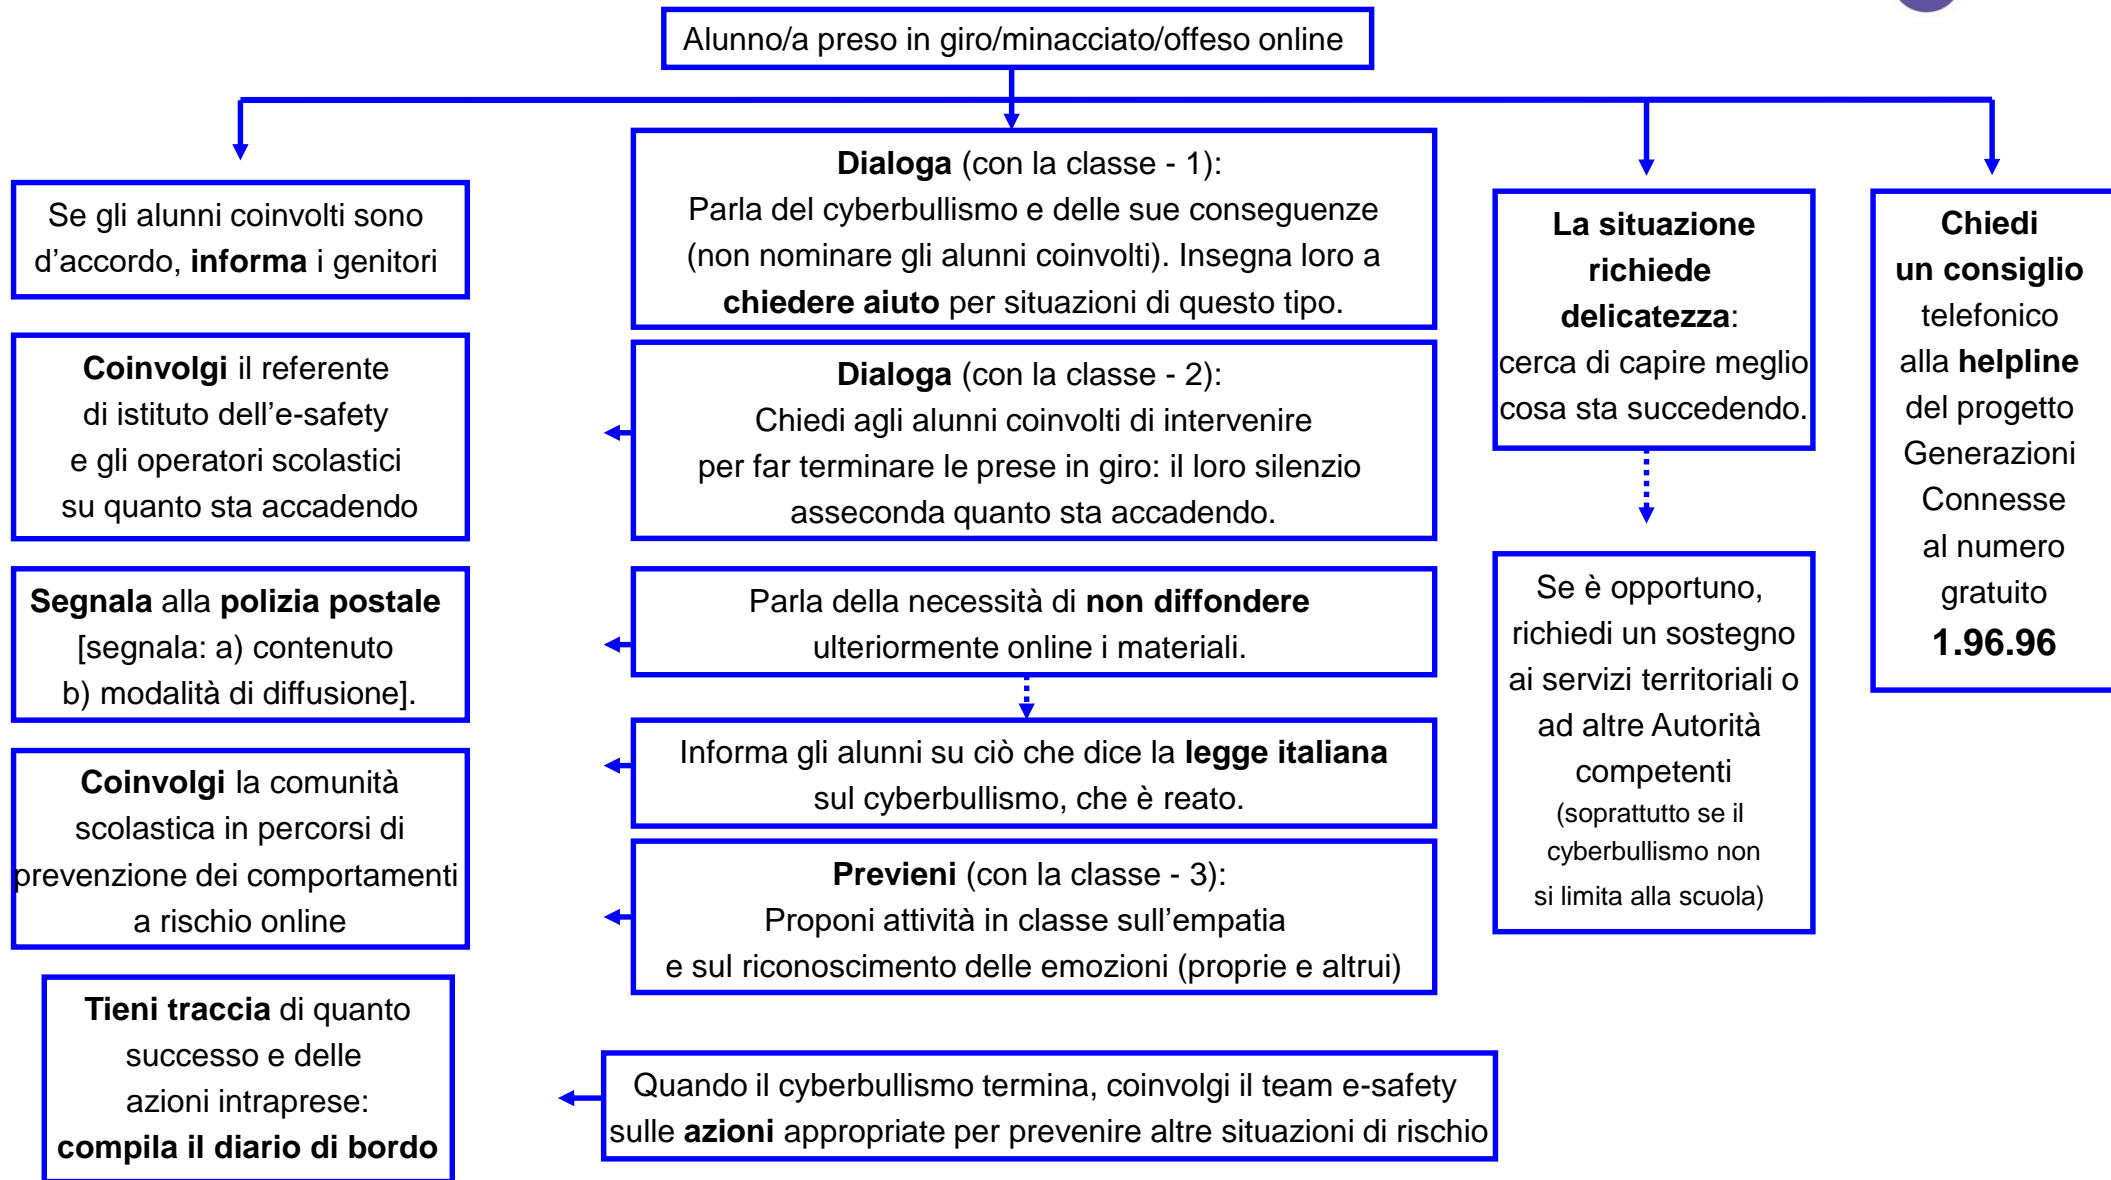 Alunno/a preso in giro/minacciato/offeso online
Se gli alunni coinvolti sono
d’accordo, informa i genitori
Coinvolgi il referente
di istituto dell’e-safety
e gli operatori scolastici
su quanto sta accadendo
Segnala alla polizia postale
[segnala: a) contenuto
b) modalità di diffusione].
Coinvolgi la comunità
scolastica in percorsi di
prevenzione dei comportamenti
a rischio online
Tieni traccia di quanto
successo e delle
azioni intraprese:
compila il diario di bordo
Dialoga (con la classe - 1):
Parla del cyberbullismo e delle sue conseguenze
(non nominare gli alunni coinvolti). Insegna loro a
chiedere aiuto per situazioni di questo tipo.
Dialoga (con la classe - 2):
Chiedi agli alunni coinvolti di intervenire
per far terminare le prese in giro: il loro silenzio
asseconda quanto sta accadendo.
Parla della necessità di non diffondere
ulteriormente online i materiali.
Informa gli alunni su ciò che dice la legge italiana
sul cyberbullismo, che è reato.
Previeni (con la classe - 3):
Proponi attività in classe sull’empatia
e sul riconoscimento delle emozioni (proprie e altrui)
Quando il cyberbullismo termina, coinvolgi il team e-safety
sulle azioni appropriate per prevenire altre situazioni di rischio
La situazione
richiede
delicatezza:
cerca di capire meglio
cosa sta succedendo.
Se è opportuno,
richiedi un sostegno
ai servizi territoriali o
ad altre Autorità
competenti
(soprattutto se il
cyberbullismo non
si limita alla scuola)
Chiedi
un consiglio
telefonico
alla helpline
del progetto
Generazioni
Connesse
al numero
gratuito
1.96.96